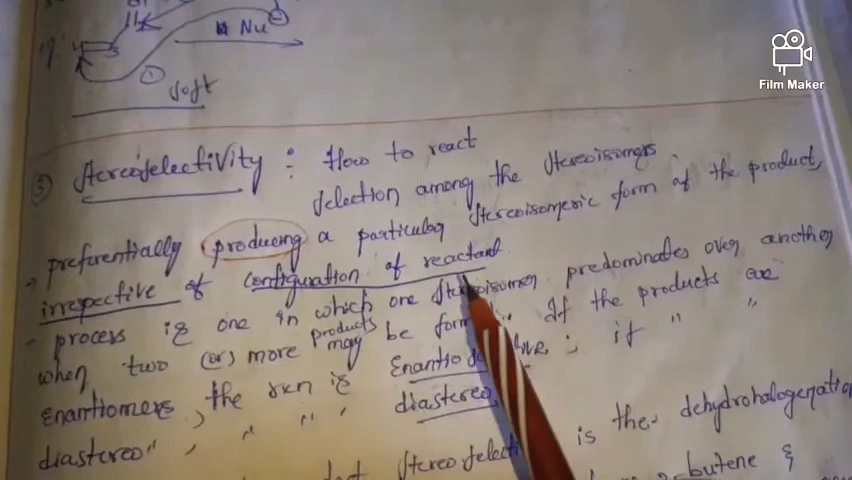 Nu
Film Maker
soft
③ Stereoselectivity : How to react
selection among the stereoisomers
- preferentially producing a particular stereoisomeric form of the product,
irrespective of configuration of reactant
- process is one in which one stereoisomer predominates over another
when two (or) more products may be form . If the products are
Enantiomers, the rxn is Enantio ; if " "
diastereo" , " " , diastereo
Stereoselecti is the dehydrohalogenation
butene &